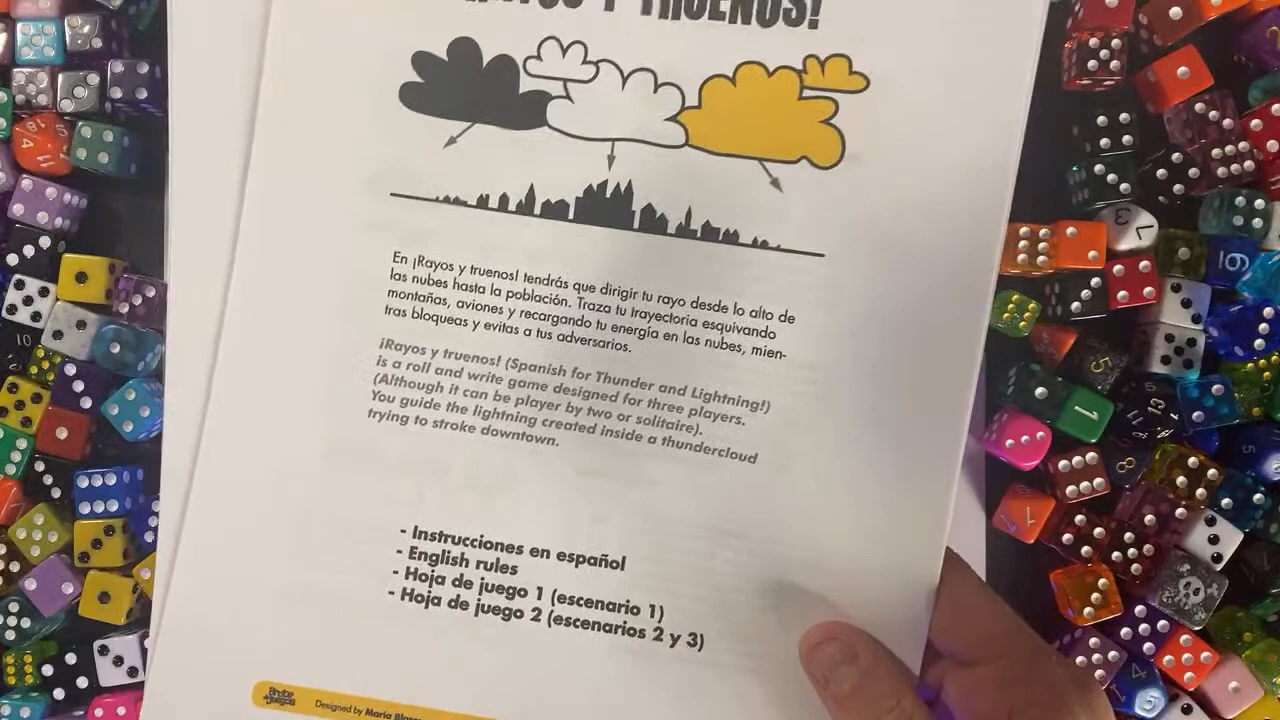 Y TRUENOS!
En ¡Rayos y truenos! tendrás que dirigir tu rayo desde lo alto de
las nubes hasta la población. Traza tu trayectoria esquivando
montañas, aviones y recargando tu energía en las nubes, mien-
tras bloqueas y evitas a tus adversarios.
¡Rayos y truenos! (Spanish for Thunder and Lightning!)
is a roll and write game designed for three players.
(Although it can be player by two or solitaire).
You guide the lightning created inside a thundercloud
trying to stroke downtown.
- Instrucciones en español
- English rules
- Hoja de juego 1 (escenario 1)
- Hoja de juego 2 (escenarios 2 y 3)
Designed by María